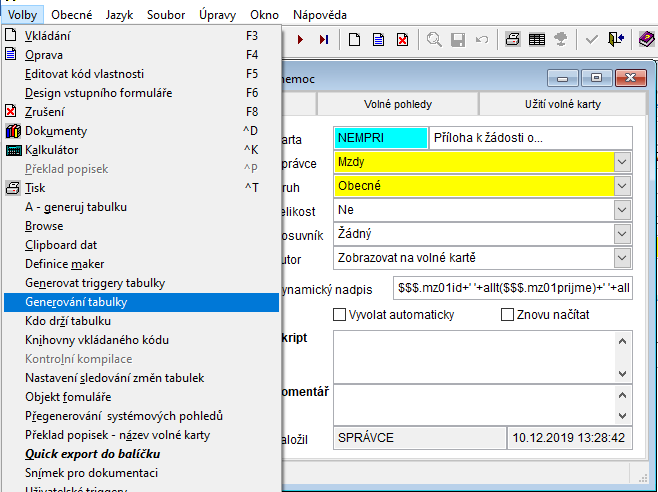 Volby Obecné Jazyk Soubor Úpravy Okno Nápověda
Vkládání F3
Oprava F4
Editovat kód vlastnosti F5
Design vstupního formuláře F6
Zrušení F8
Dokumenty ^D
Kalkulátor ^K
Překlad popisek ^P
Tisk ^T
A - generuj tabulku
Browse
Clipboard dat
Definice maker
Generovat triggery tabulky
Generování tabulky
Kdo drží tabulku
Knihovny vkládaného kódu
Kontrolní kompilace
Nastavení sledování změn tabulek
Objekt fomuláře
Přegenerování systémových pohledů
Překlad popisek - název volné karty
Quick export do balíčku
Snímek pro dokumentaci
Uživatelské triggery
nemoc
Volné pohledy Užití volné karty
arta NEMPRI Příloha k žádosti o...
právce Mzdy
ruh Obecné
elikost Ne
osuvník Žádný
utor Zobrazovat na volné kartě
ynamický nadpis $$$.mz01id+' '+allt($$$.mz01prijme)+' '+all
Vyvolat automaticky Znovu načítat
kript
omentář
aložil SPRÁVCE 10.12.2019 13:28:42